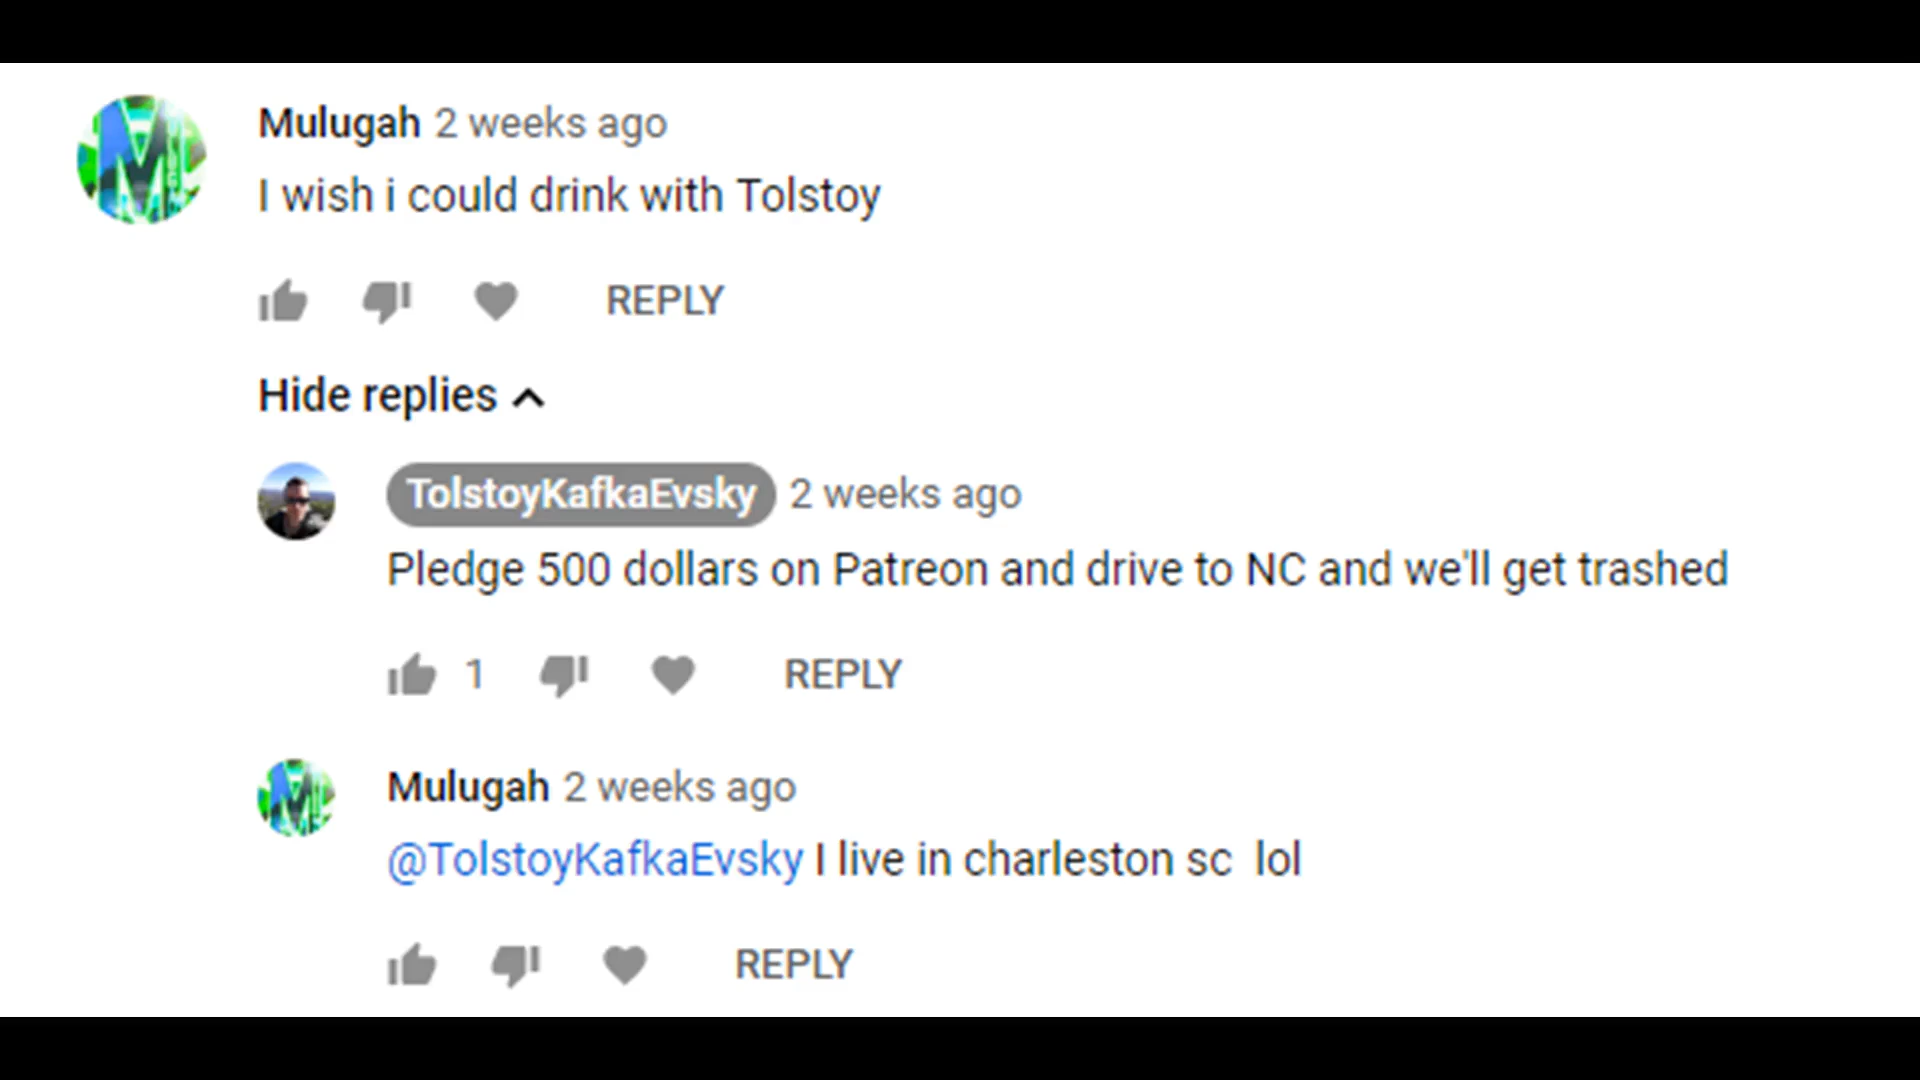 Mulugah 2 weeks ago
I wish i could drink with Tolstoy
REPLY
Hide replies
TolstoyKafkaEvsky 2 weeks ago
Pledge 500 dollars on Patreon and drive to NC and we'll get trashed
1 REPLY
Mulugah 2 weeks ago
@TolstoyKafkaEvsky I live in charleston sc  lol
REPLY